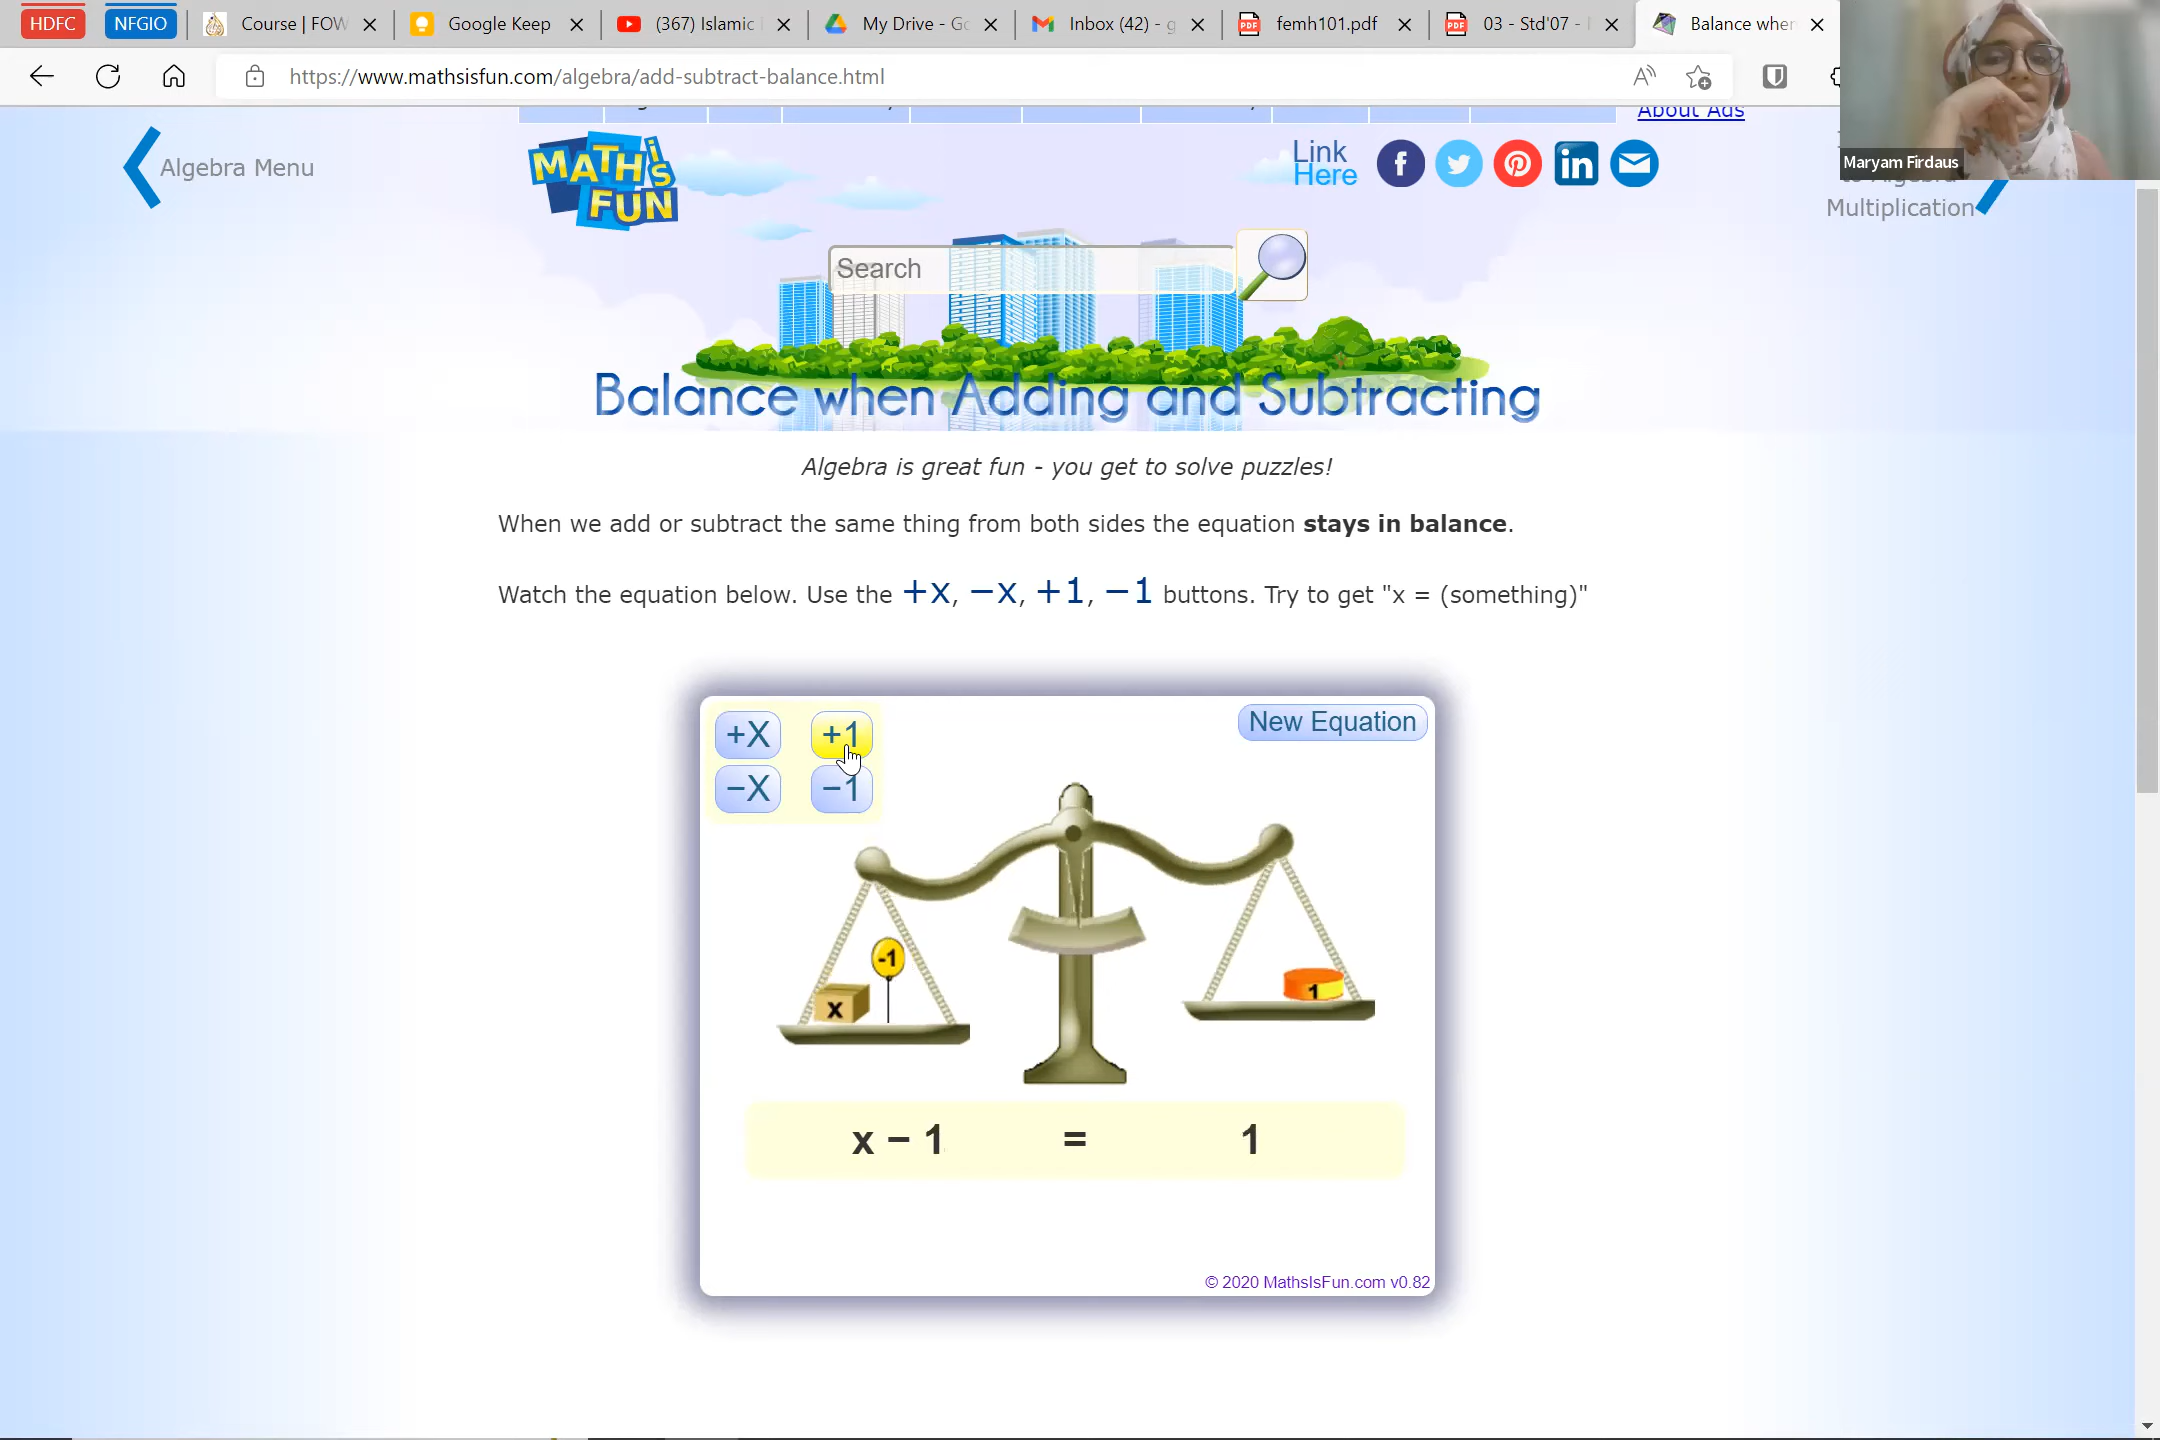 HDFC
NFGIO
Course | FOW
Google Keep
(367) Islamic
My Drive - Go
Inbox (42) - g
femh101.pdf
03 - Std'07 -
Balance when
https://www.mathsisfun.com/algebra/add-subtract-balance.html
About Ads
Maryam Firdaus
Algebra Menu
MATH iS FUN
Link
Here
to Algebra
Multiplication
Search
Balance when Adding and Subtracting
Algebra is great fun - you get to solve puzzles!
When we add or subtract the same thing from both sides the equation stays in balance.
Watch the equation below. Use the +x, −x, +1, −1 buttons. Try to get "x = (something)"
+X +1
New Equation
−X −1
-1
x
1
x − 1 = 1
© 2020 MathsIsFun.com v0.82